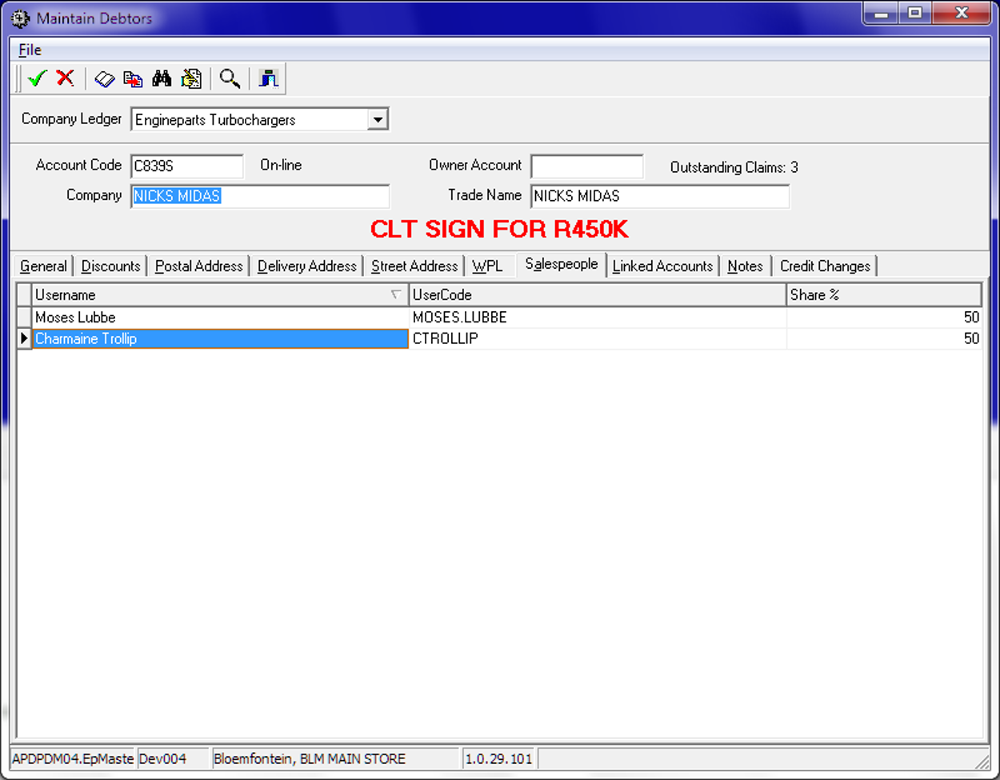 Maintain Debtors
File
Company Ledger Engineparts Turbochargers
Account Code C839S On-line Owner Account Outstanding Claims: 3
Company NICKS MIDAS Trade Name NICKS MIDAS
CLT SIGN FOR R450K
General Discounts Postal Address Delivery Address Street Address WPL Salespeople Linked Accounts Notes Credit Changes
Username UserCode Share %
Moses Lubbe MOSES.LUBBE 50
Charmaine Trollip CTROLLIP 50
APDPDM04.EpMaste Dev004 Bloemfontein, BLM MAIN STORE 1.0.29.101